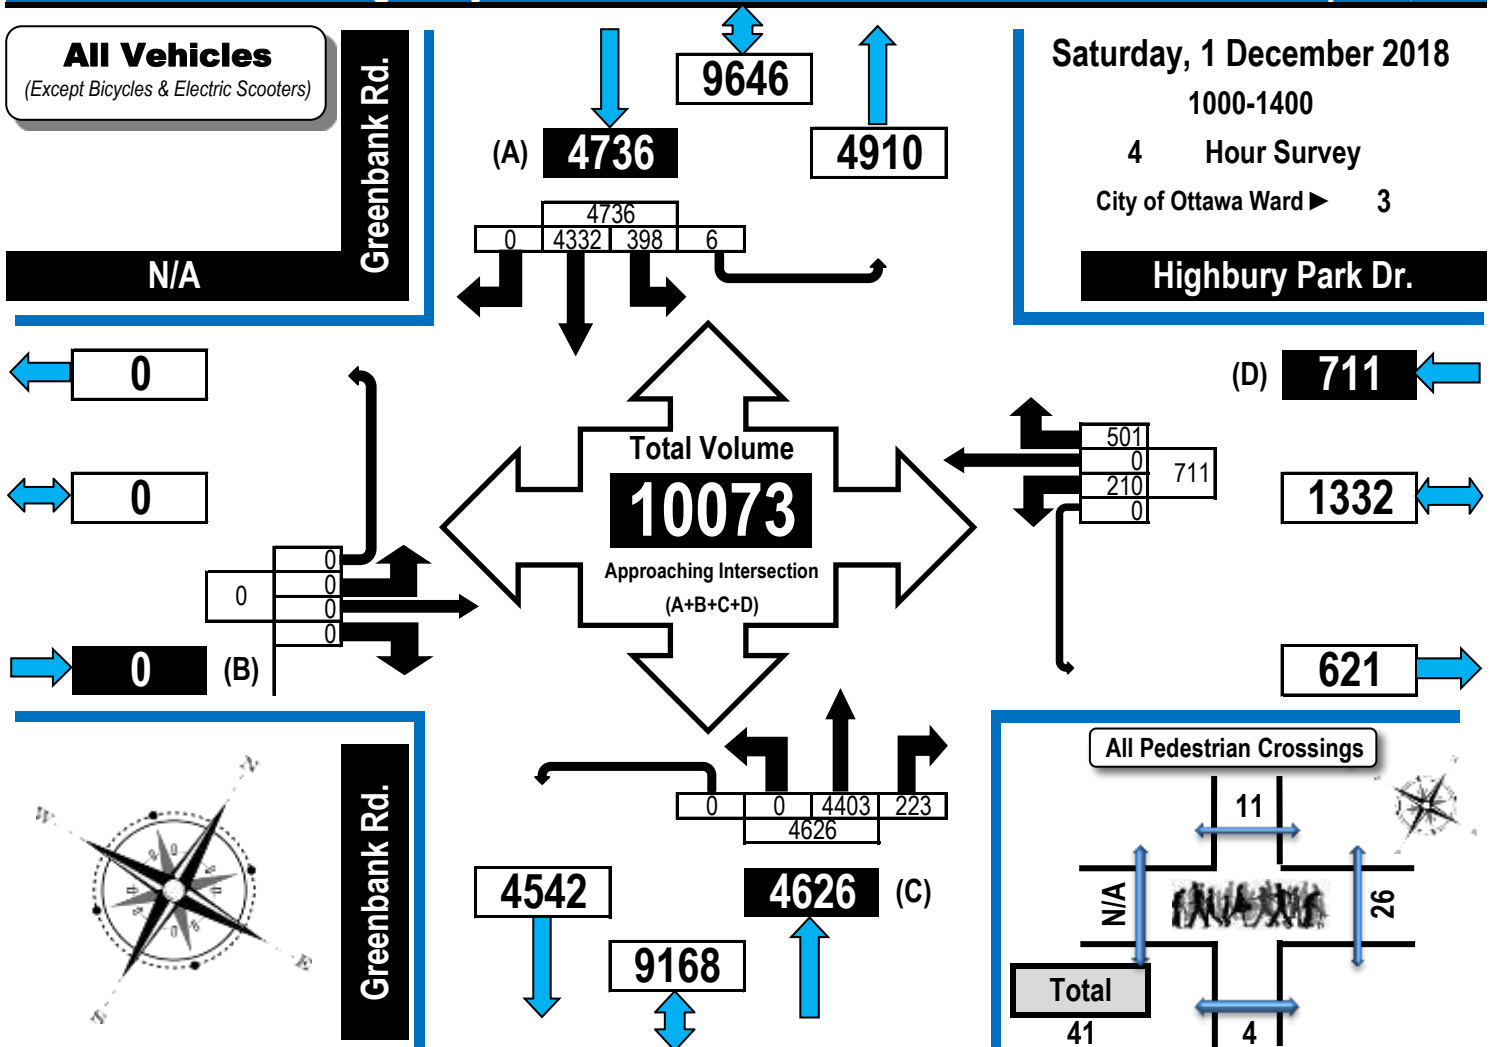 All Vehicles
(Except Bicycles & Electric Scooters)
Greenbank Rd.
N/A
9646
(A) 4736
4910
4736
0 4332 398 6
Saturday, 1 December 2018
1000-1400
4 Hour Survey
City of Ottawa Ward ► 3
Highbury Park Dr.
0
0
0
0
0
0
0
0 (B)
Total Volume
10073
Approaching Intersection
(A+B+C+D)
(D) 711
501
0
210
0
711
1332
621
Greenbank Rd.
N
W
E
S
0 0 4403 223
4626
4542
4626 (C)
9168
All Pedestrian Crossings
11
N/A
26
Total
41
4